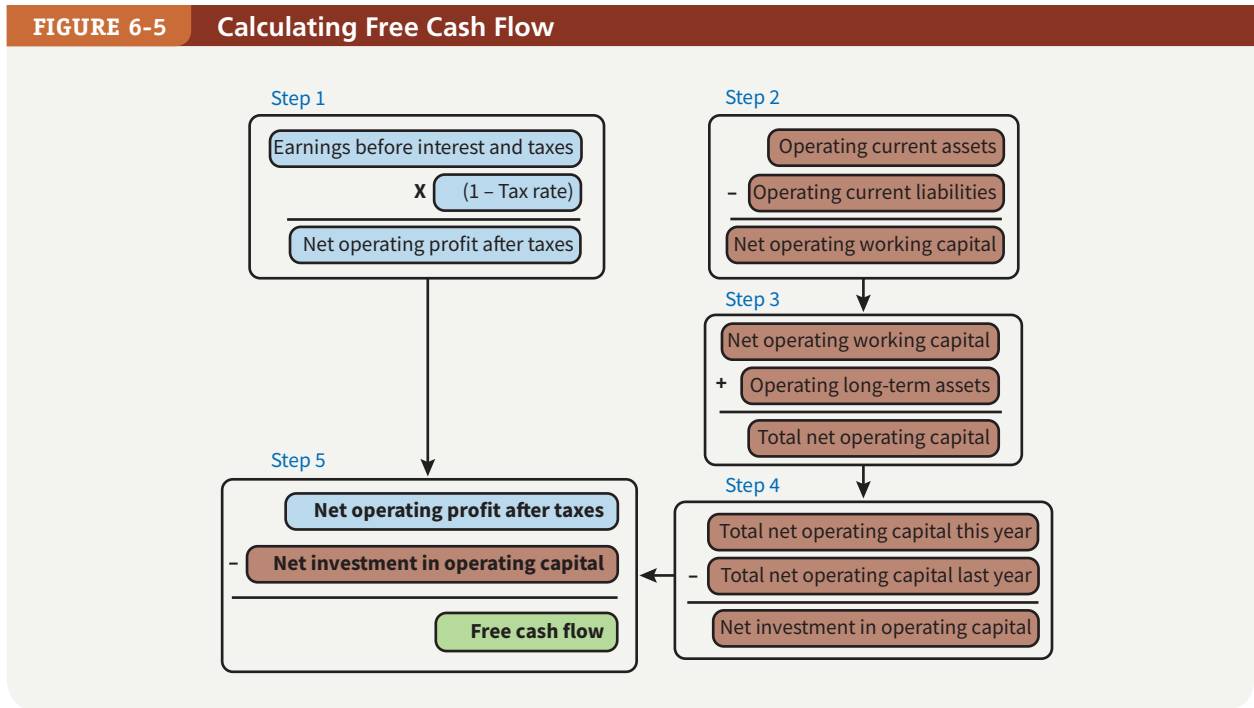 FIGURE 6-5 Calculating Free Cash Flow
Step 1
Earnings before interest and taxes
X (1 – Tax rate)
Net operating profit after taxes
Step 2
Operating current assets
– Operating current liabilities
Net operating working capital
Step 3
Net operating working capital
+ Operating long-term assets
Total net operating capital
Step 4
Total net operating capital this year
– Total net operating capital last year
Net investment in operating capital
Step 5
Net operating profit after taxes
– Net investment in operating capital
Free cash flow